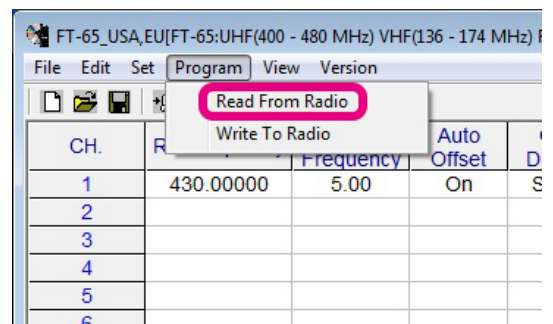 FT-65_USA,EU[FT-65:UHF(400 - 480 MHz) VHF(136 - 174 MHz)
File Edit Set Program View Version
Read From Radio
Write To Radio
CH.
Frequency
Auto
Offset
1 430.00000 5.00 On
2
3
4
5
6